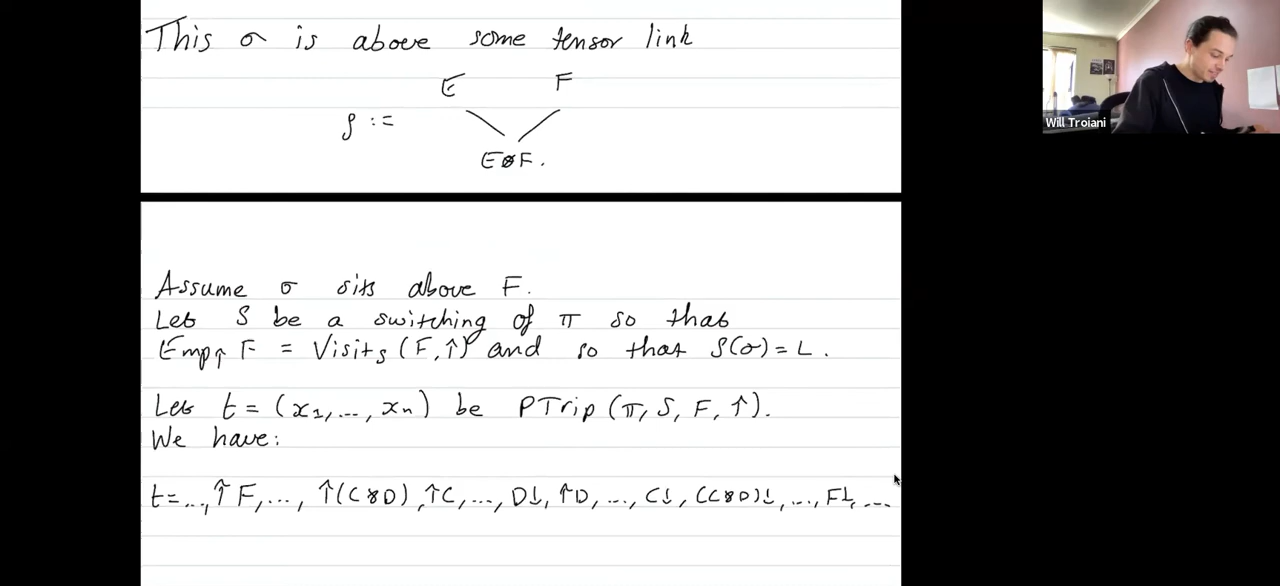 This σ is above some tensor link
E F
ρ :=
E⊗F.
Will Troiani
Assume σ sits above F.
Let S be a switching of π so that
Emp↑ F = Visit_S (F,↑) and so that S(σ) = L.
Let t = (x₁, ..., xₙ) be PTrip (π, S, F, ↑).
We have:
t = ..., ↑F, ..., ↑(C⊗D), ↑C, ..., D↓, ↑D, ..., C↓, (C⊗D)↓, ..., F↓, ...